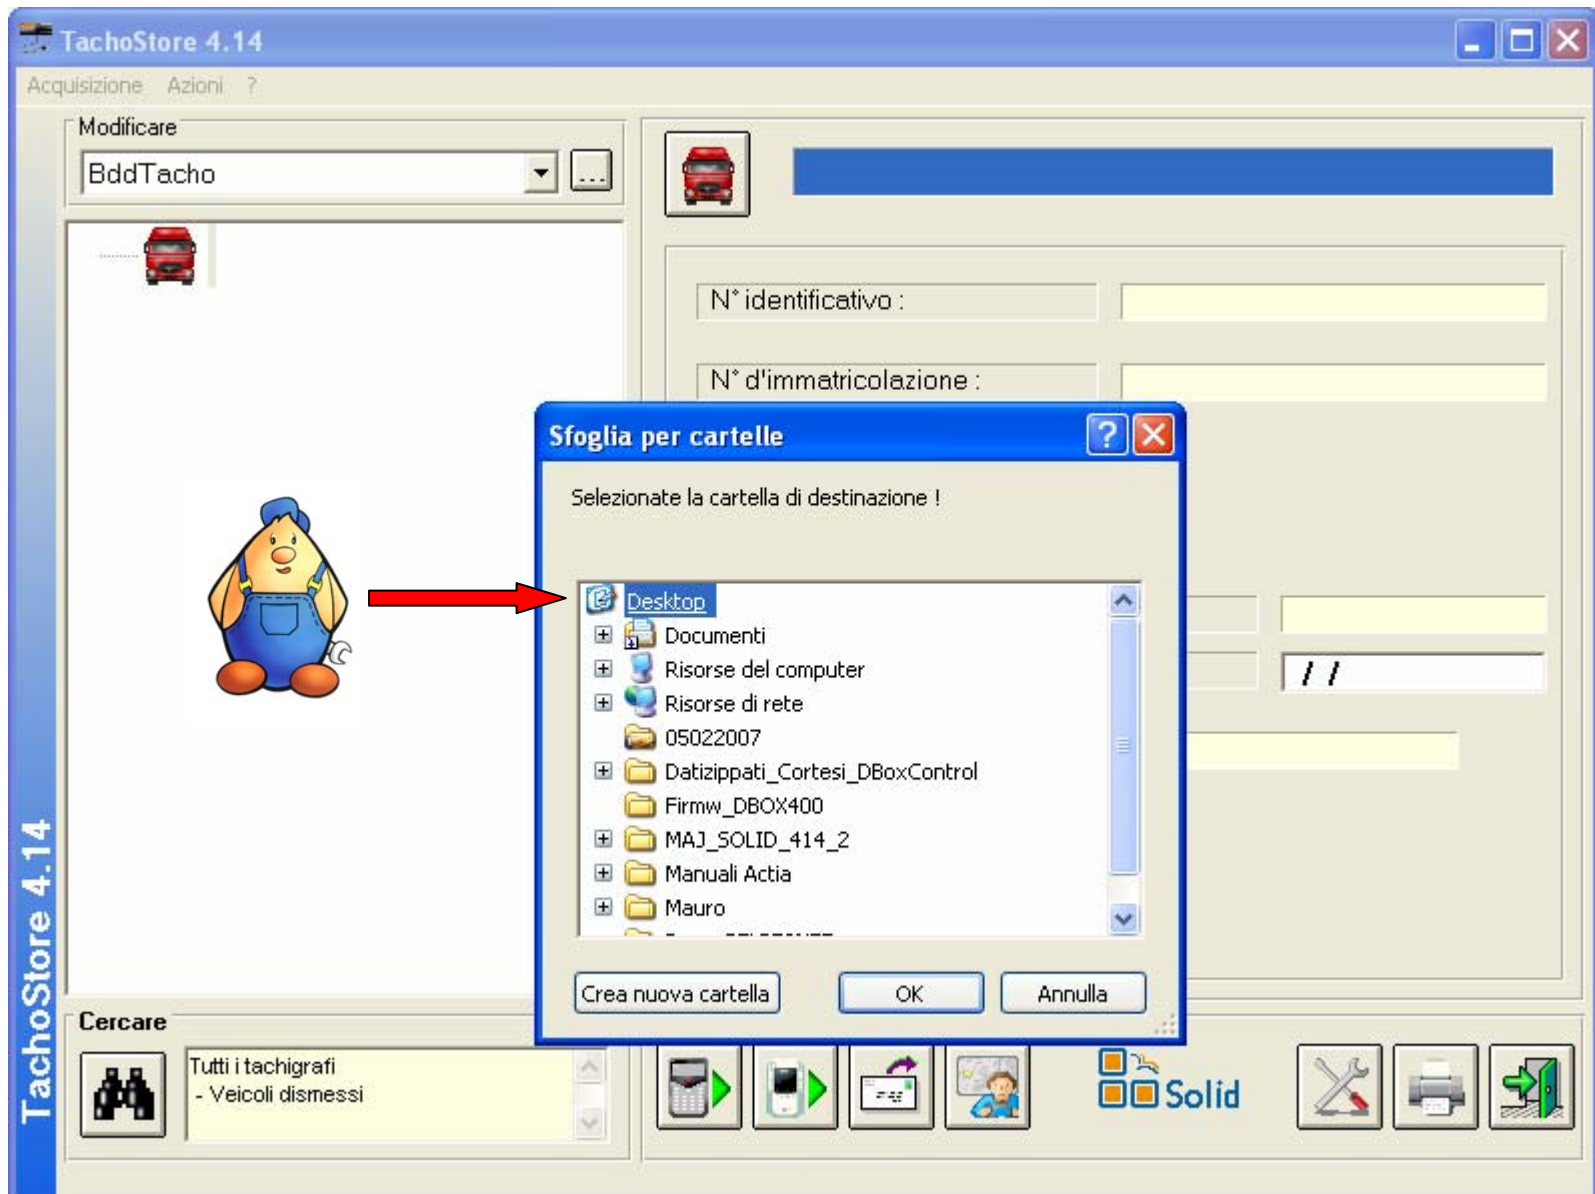 TachoStore 4.14
Acquisizione Azioni ?
Modificare
BddTacho
...
N° identificativo :
N° d'immatricolazione :
Sfoglia per cartelle
Selezionate la cartella di destinazione !
Desktop
Documenti
Risorse del computer
Risorse di rete
05022007
Datizippati_Cortesi_DBoxControl
Firmw_DBOX400
MAJ_SOLID_414_2
Manuali Actia
Mauro
Crea nuova cartella OK Annulla
/ /
Cercare
Tutti i tachigrafi
- Veicoli dismessi
Solid
TachoStore 4.14